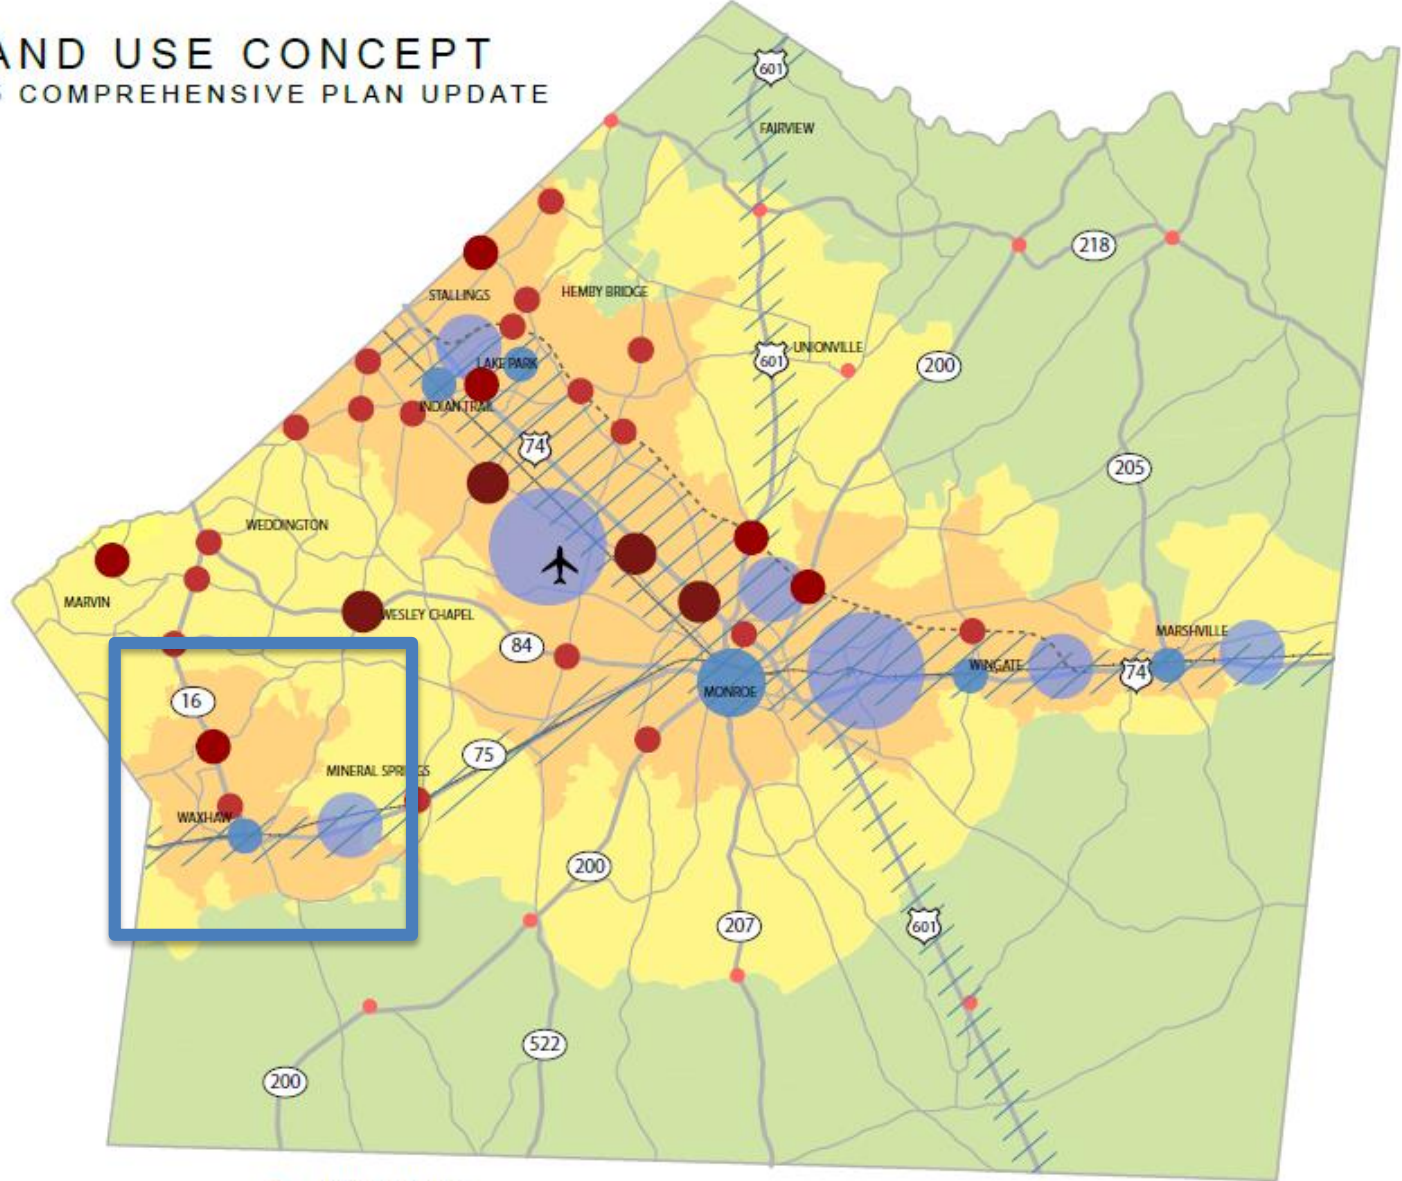 AND USE CONCEPT
COMPREHENSIVE PLAN UPDATE
601
FAIRVIEW
218
STALLINGS
HEMBY BRIDGE
601
UNIONVILLE
200
LAKE PARK
INDIAN TRAIL
74
205
WEDDINGTON
MARVIN
WESLEY CHAPEL
84
MARSHVILLE
WINGATE
74
MONROE
16
75
MINERAL SPRINGS
WAXHAW
200
207
601
522
200